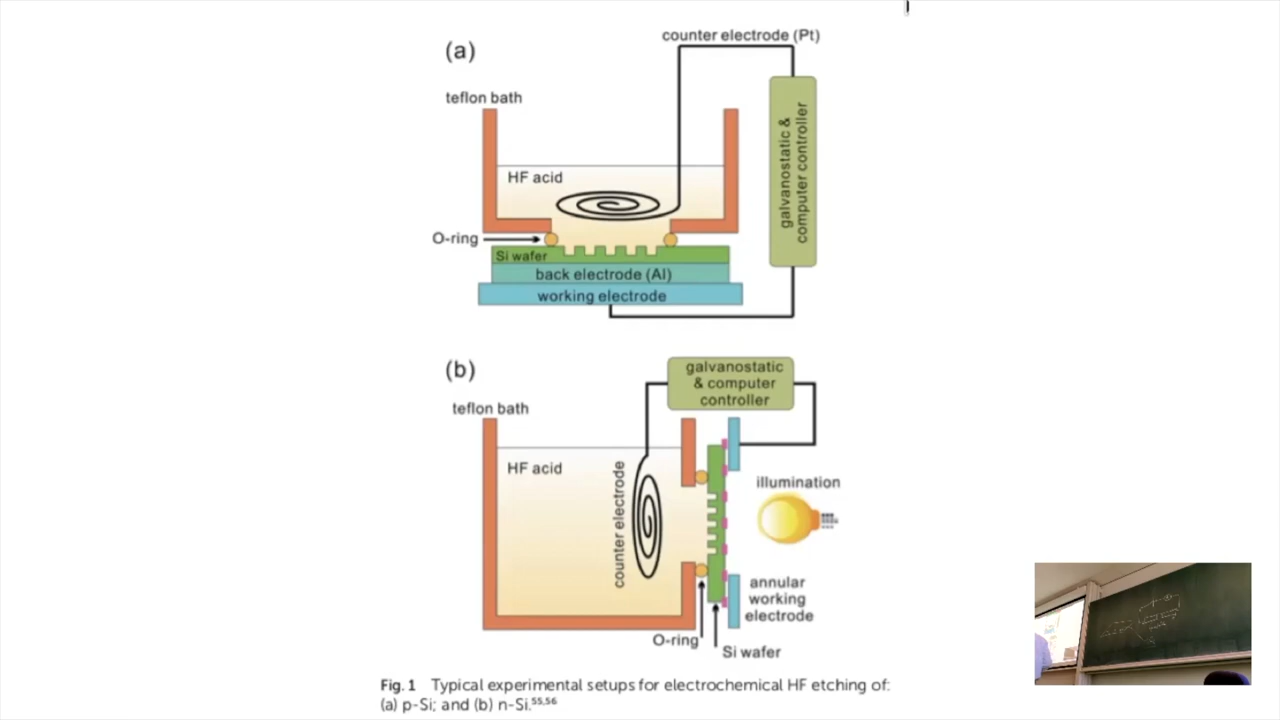 (a)
counter electrode (Pt)
teflon bath
HF acid
galvanostatic &
computer controller
O-ring
Si wafer
back electrode (Al)
working electrode
(b)
galvanostatic
& computer
controller
teflon bath
HF acid
counter electrode
illumination
annular
working
electrode
O-ring
Si wafer
Fig. 1 Typical experimental setups for electrochemical HF etching of:
(a) p-Si; and (b) n-Si.55,56